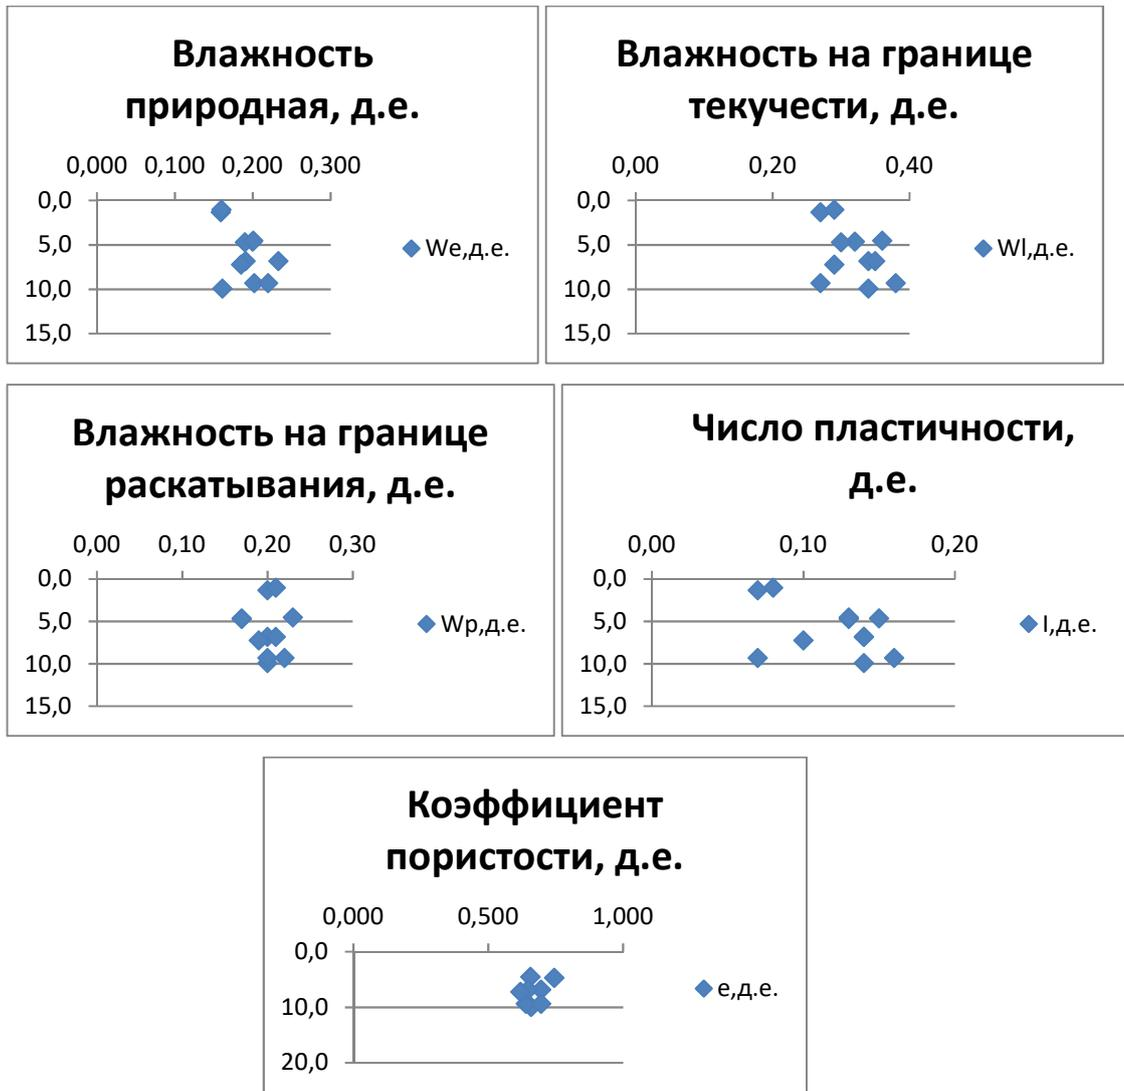 Влажность
природная, д.е.
0,000 0,100 0,200 0,300
0,0
5,0
10,0
15,0
We,д.е.
Влажность на границе
текучести, д.е.
0,00 0,20 0,40
0,0
5,0
10,0
15,0
Wl,д.е.
Влажность на границе
раскатывания, д.е.
0,00 0,10 0,20 0,30
0,0
5,0
10,0
15,0
Wp,д.е.
Число пластичности,
д.е.
0,00 0,10 0,20
0,0
5,0
10,0
15,0
I,д.е.
Коэффициент
пористости, д.е.
0,000 0,500 1,000
0,0
10,0
20,0
e,д.е.